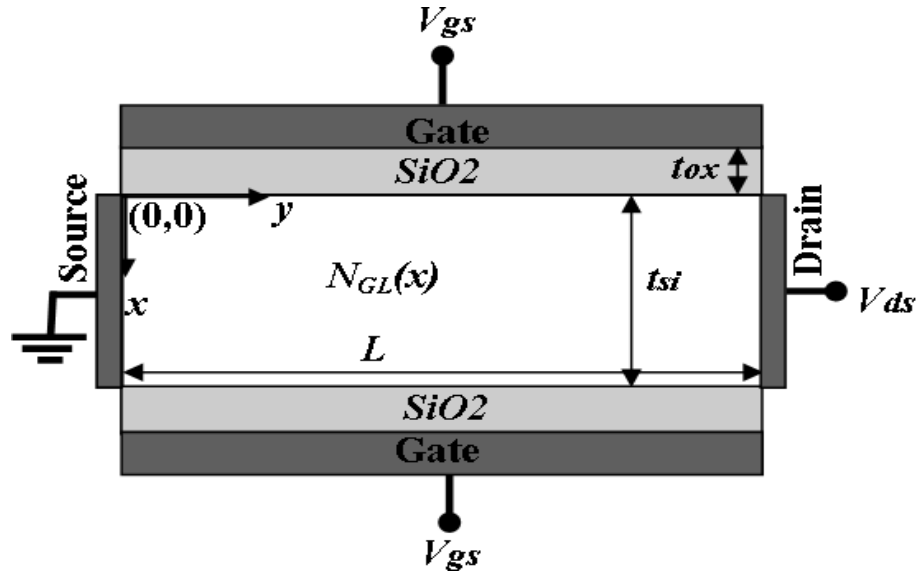 Vgs
Gate
SiO2
tox
Source
(0,0)
y
x
NGL(x)
tsi
Drain
Vds
L
SiO2
Gate
Vgs